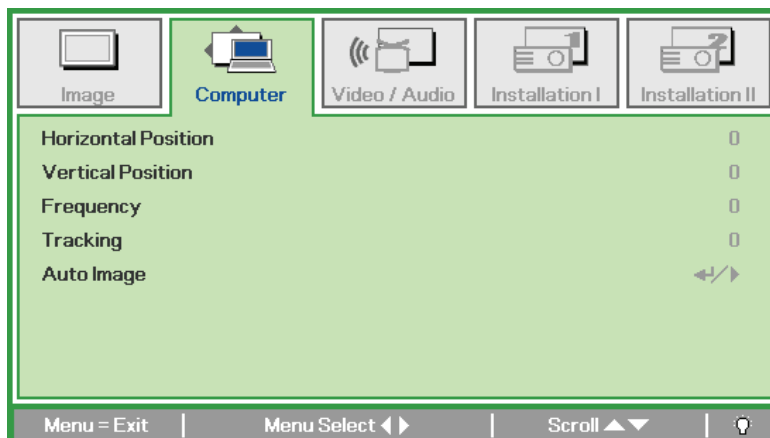 Image Computer Video / Audio Installation I Installation II
Horizontal Position 0
Vertical Position 0
Frequency 0
Tracking 0
Auto Image
Menu = Exit Menu Select Scroll